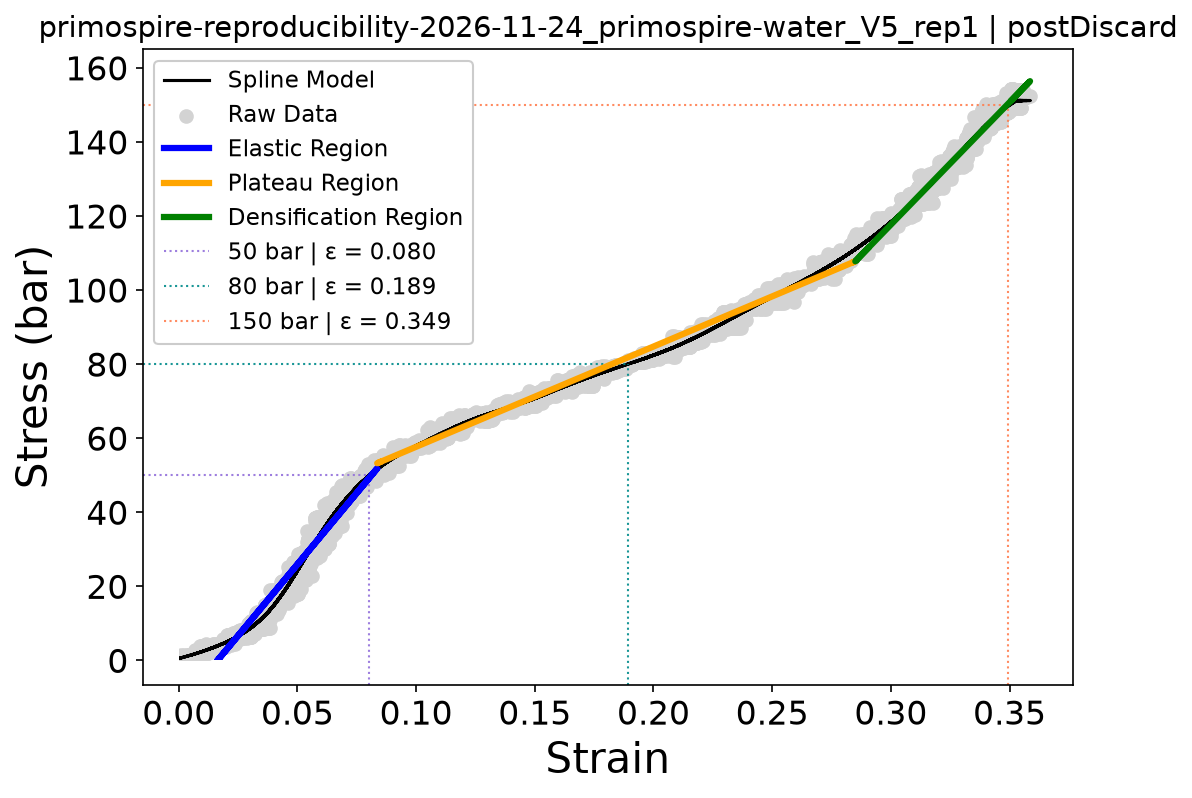 primospire-reproducibility-2026-11-24_primospire-water_V5_rep1 | postDiscard
Spline Model
Raw Data
Elastic Region
Plateau Region
Densification Region
50 bar | ε = 0.080
80 bar | ε = 0.189
150 bar | ε = 0.349
Stress (bar)
160
140
120
100
80
60
40
20
0
0.00 0.05 0.10 0.15 0.20 0.25 0.30 0.35
Strain